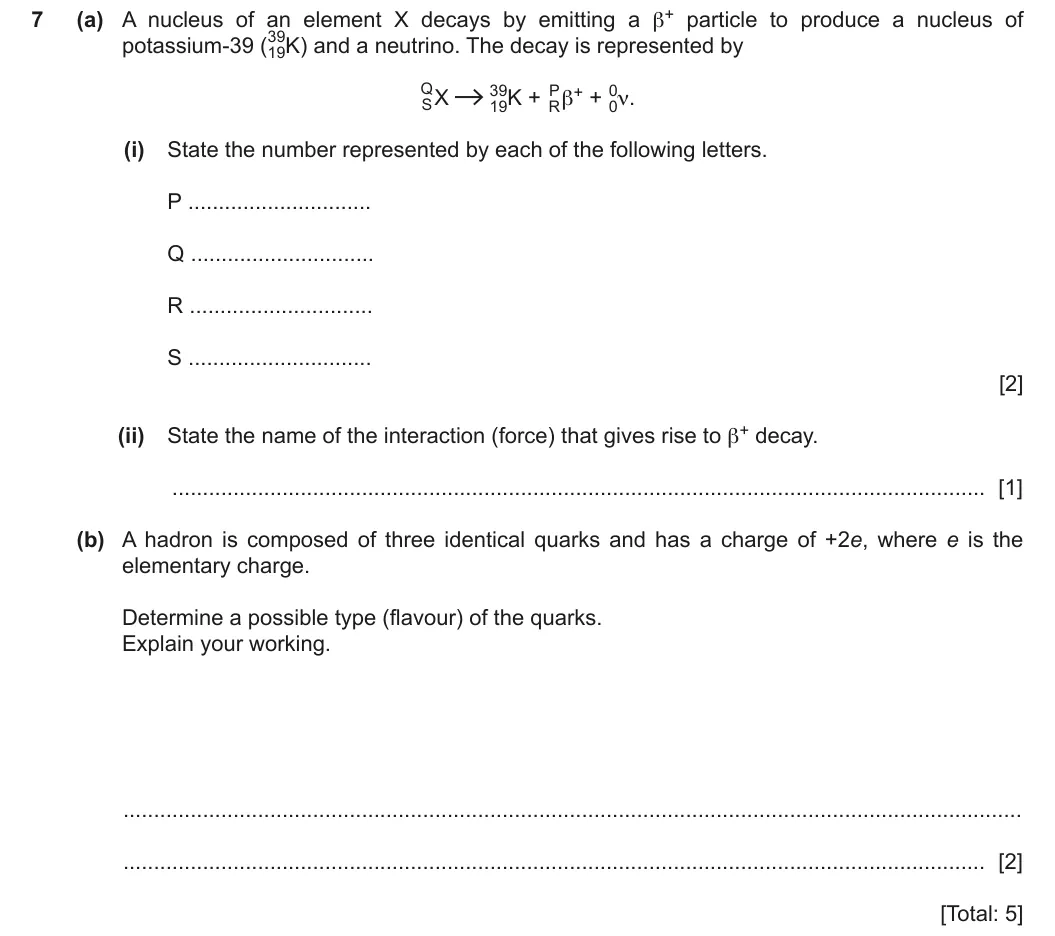 7 (a) A nucleus of an element X decays by emitting a β⁺ particle to produce a nucleus of
potassium-39 (³⁹₁₉K) and a neutrino. The decay is represented by
Q
S X ⟶ ³⁹₁₉K + P
R β⁺ + ⁰₀ν.
(i) State the number represented by each of the following letters.
P ..............................
Q ..............................
R ..............................
S ..............................
[2]
(ii) State the name of the interaction (force) that gives rise to β⁺ decay.
...................................................................................................................................... [1]
(b) A hadron is composed of three identical quarks and has a charge of +2e, where e is the
elementary charge.
Determine a possible type (flavour) of the quarks.
Explain your working.
....................................................................................................................................................
.............................................................................................................................................. [2]
[Total: 5]